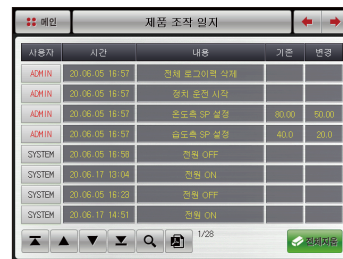 메인 제품 조작 일지
사용자 시간 내용 기존 변경
ADMIN 20.06.05 16:57 전체 로그이력 삭제
ADMIN 20.06.05 16:57 정치 운전 시작
ADMIN 20.06.05 16:57 온도측 SP 설정 80.00 50.00
ADMIN 20.06.05 16:57 습도측 SP 설정 40.0 20.0
SYSTEM 20.06.05 16:58 전원 OFF
SYSTEM 20.06.17 13:04 전원 ON
SYSTEM 20.06.05 16:23 전원 OFF
SYSTEM 20.06.17 14:51 전원 ON
1/28 전체지움